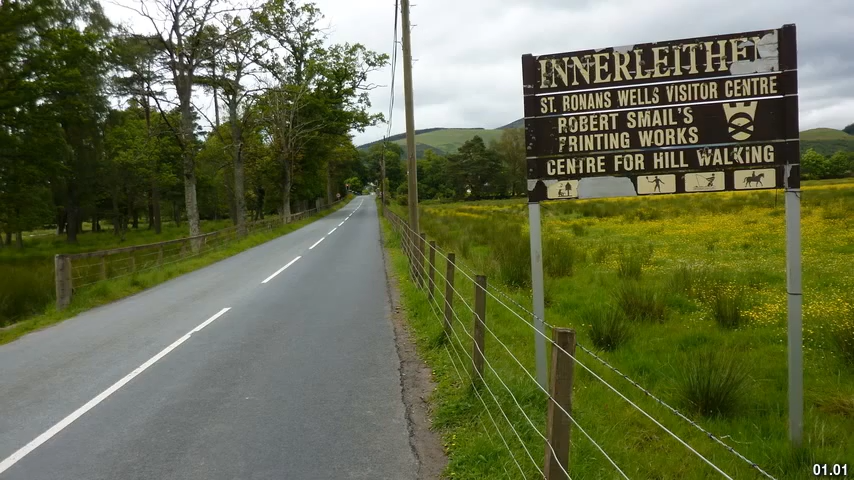 INNERLEITHEN
ST. RONANS WELLS VISITOR CENTRE
ROBERT SMAIL'S
PRINTING WORKS
CENTRE FOR HILL WALKING
01.01